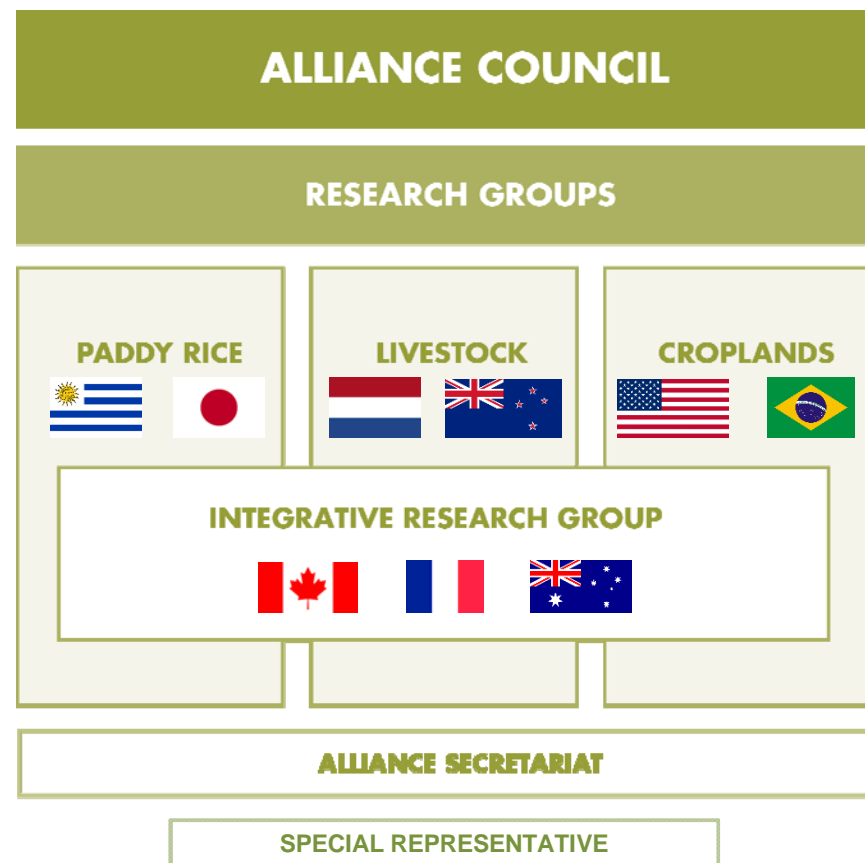 ALLIANCE COUNCIL
RESEARCH GROUPS
PADDY RICE
LIVESTOCK
CROPLANDS
INTEGRATIVE RESEARCH GROUP
ALLIANCE SECRETARIAT
SPECIAL REPRESENTATIVE